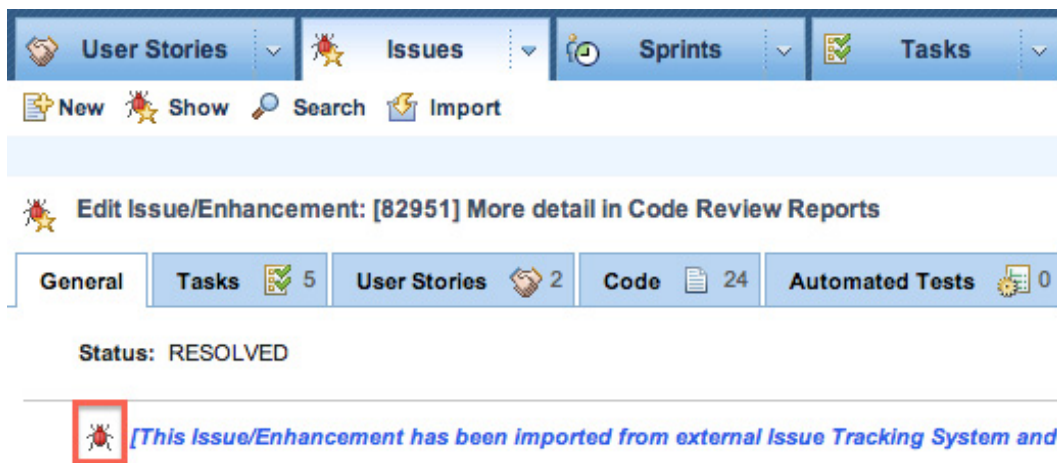 User Stories Issues Sprints Tasks
New Show Search Import
Edit Issue/Enhancement: [82951] More detail in Code Review Reports
General Tasks 5 User Stories 2 Code 24 Automated Tests 0
Status: RESOLVED
[This Issue/Enhancement has been imported from external Issue Tracking System and